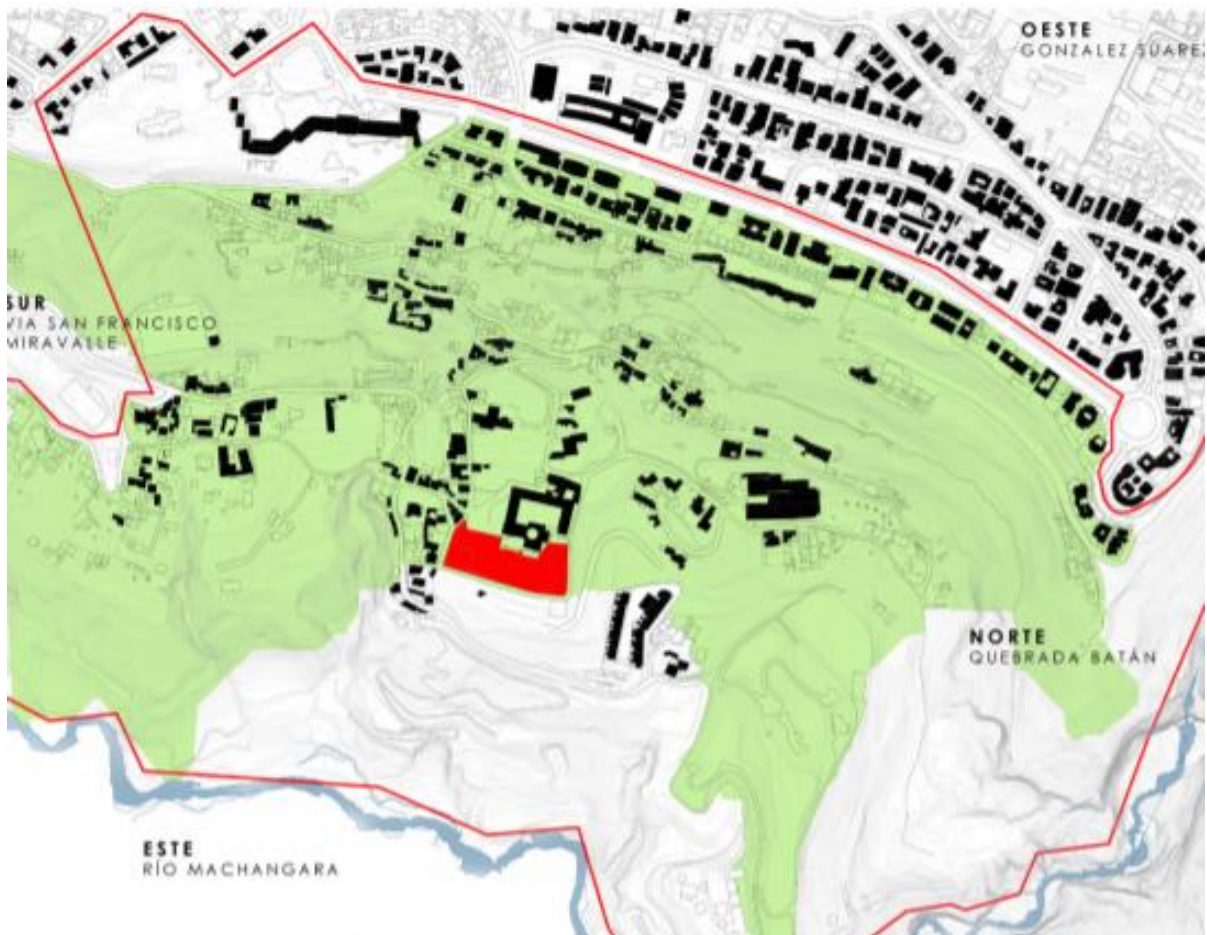 OESTE
GONZALEZ SUAREZ
SUR
VIA SAN FRANCISCO
MIRAVALLE
NORTE
QUEBRADA BATÁN
ESTE
RÍO MACHANGARA